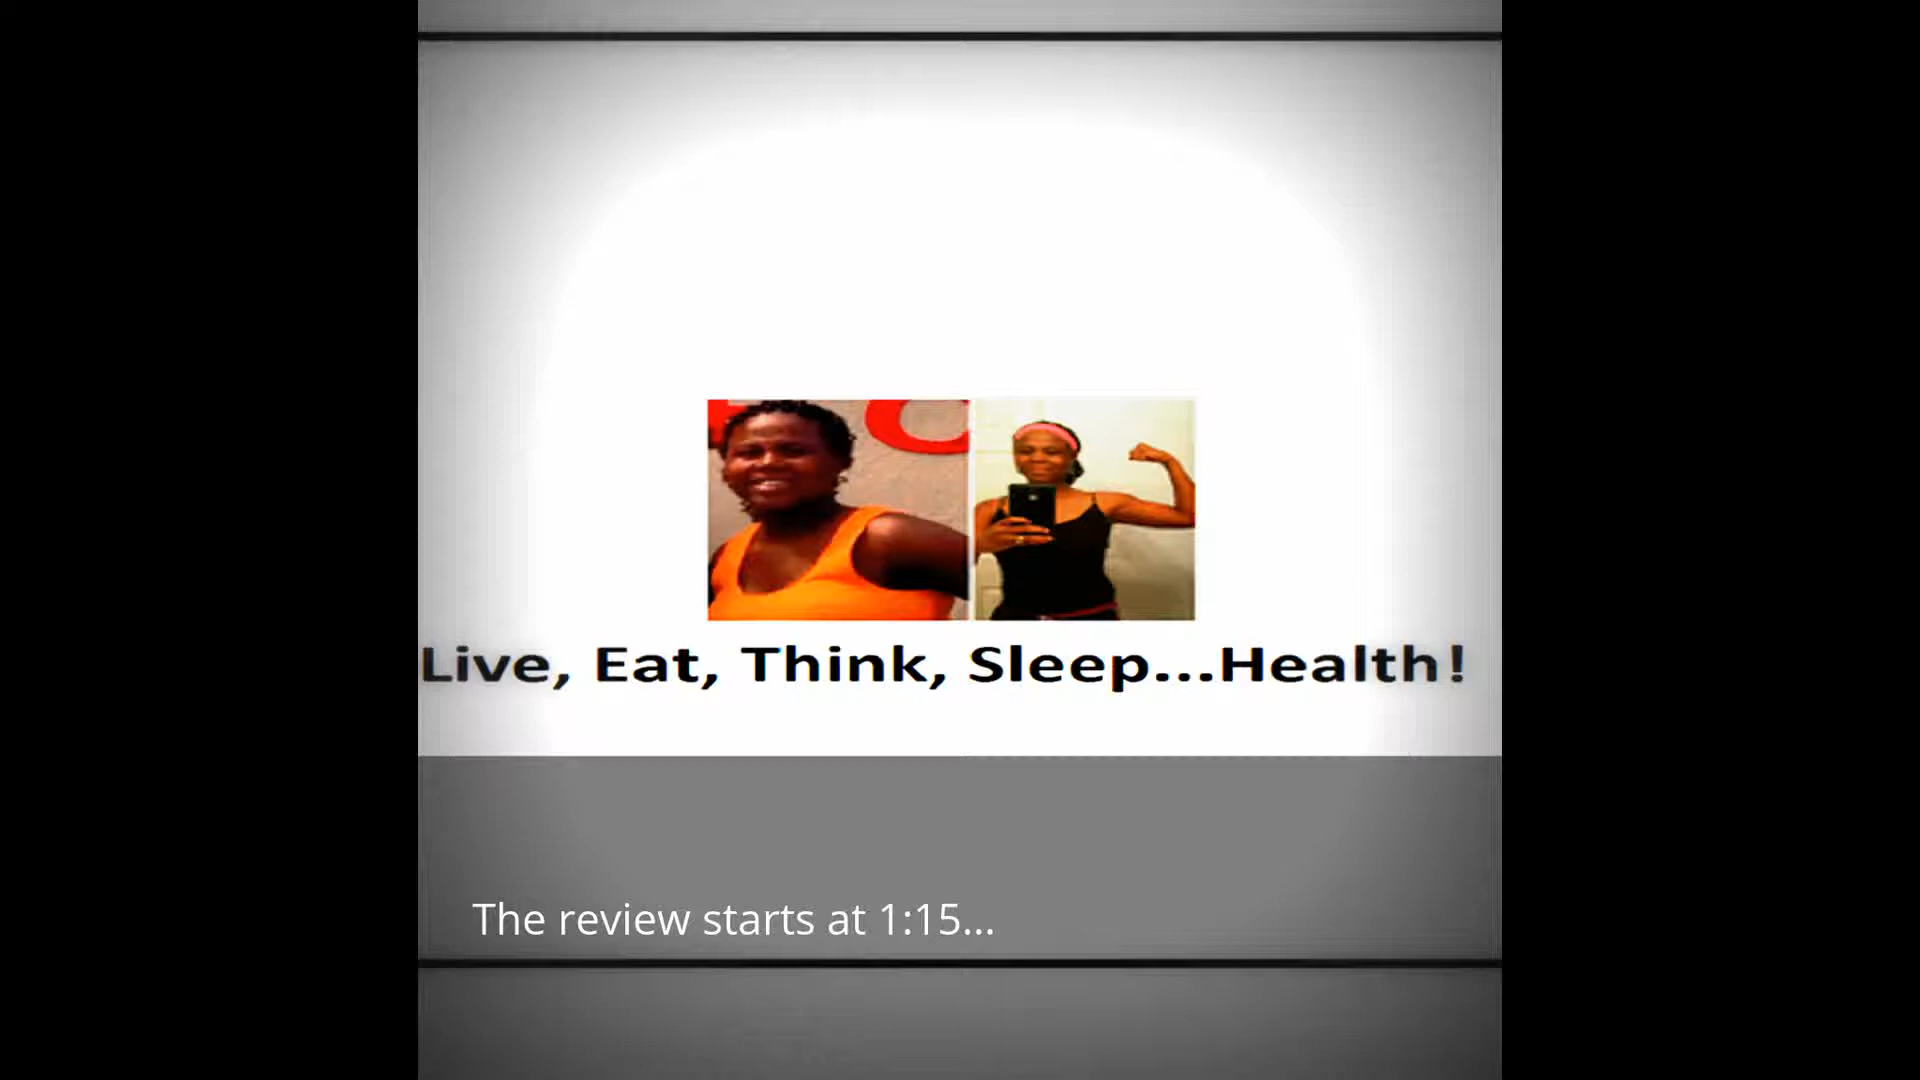 Live, Eat, Think, Sleep...Health!
The review starts at 1:15...